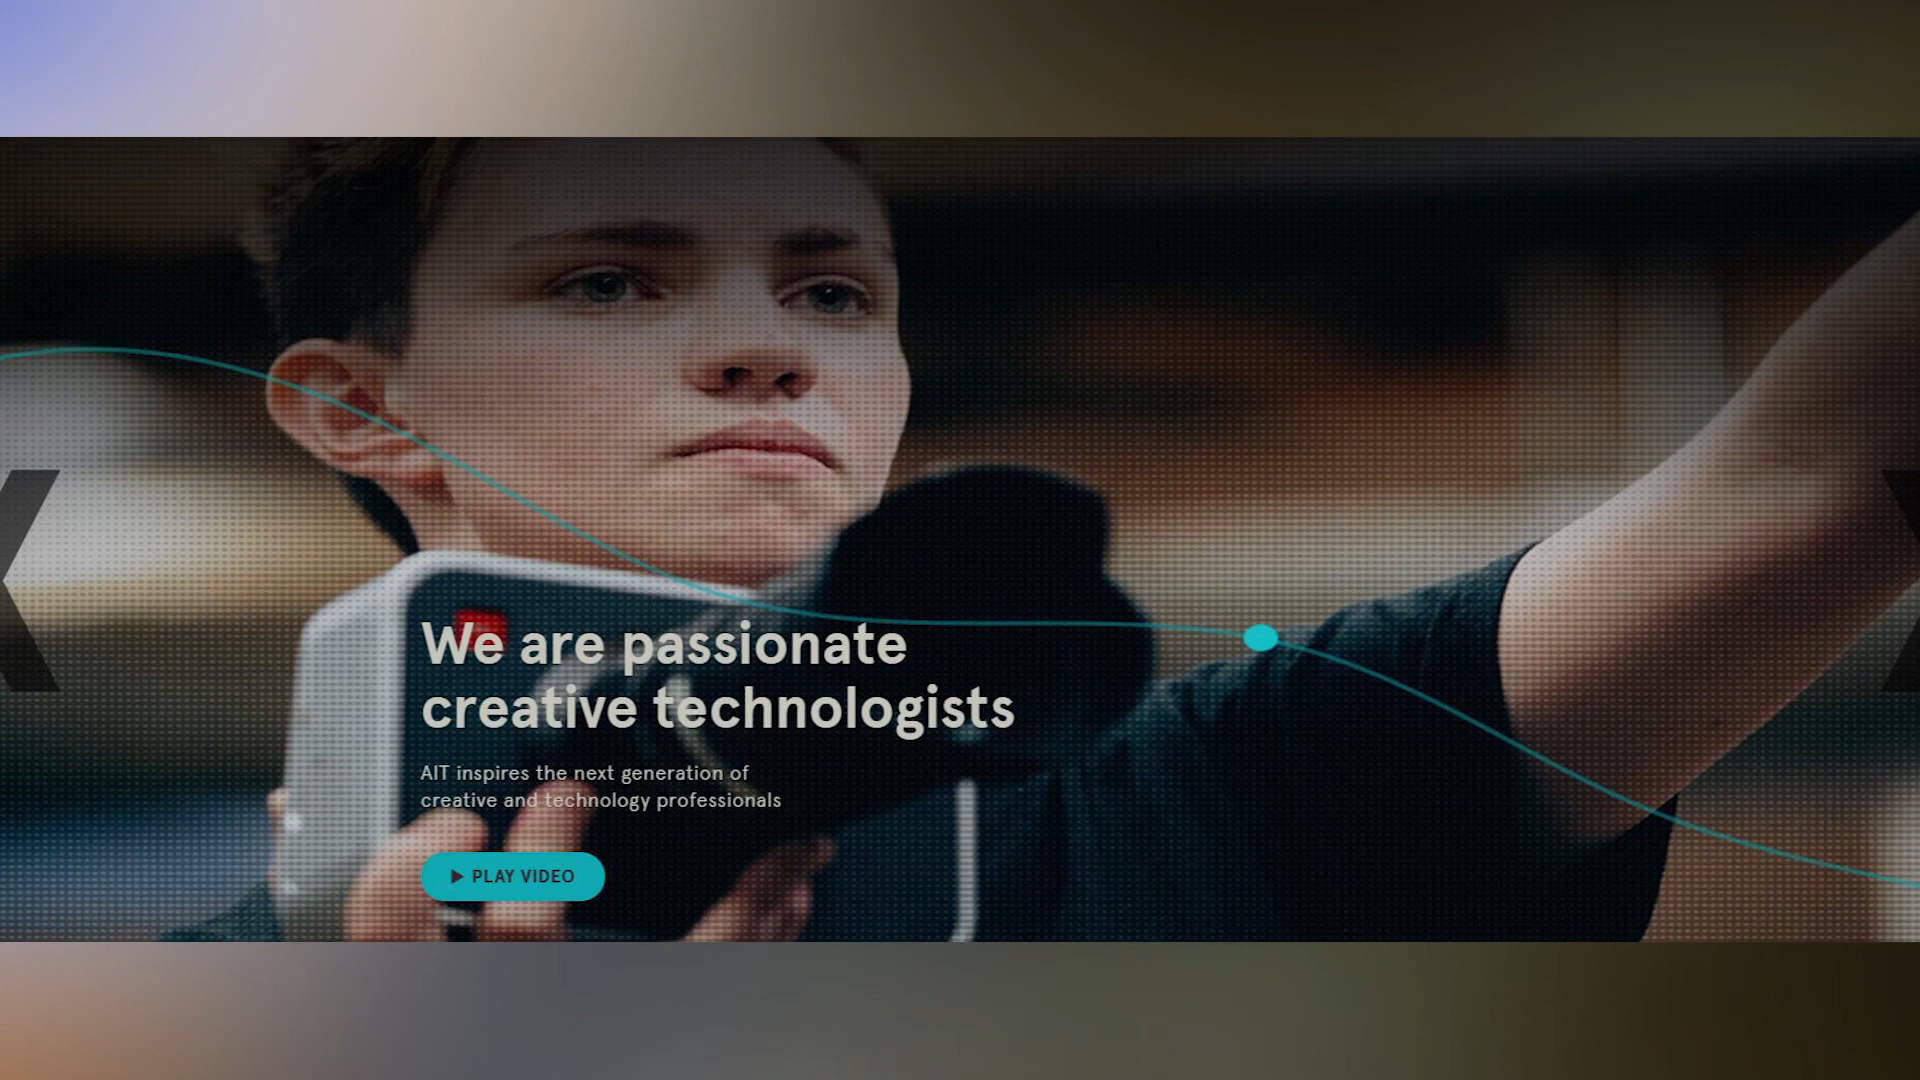 We are passionate
creative technologists
AIT inspires the next generation of
creative and technology professionals
PLAY VIDEO